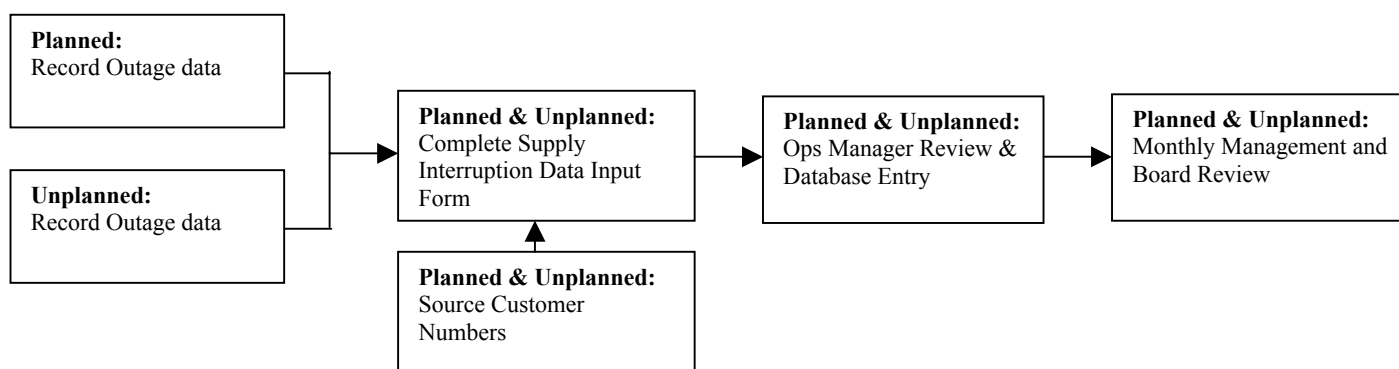 Planned:
Record Outage data
Unplanned:
Record Outage data
Planned & Unplanned:
Complete Supply
Interruption Data Input
Form
Planned & Unplanned:
Source Customer
Numbers
Planned & Unplanned:
Ops Manager Review &
Database Entry
Planned & Unplanned:
Monthly Management and
Board Review